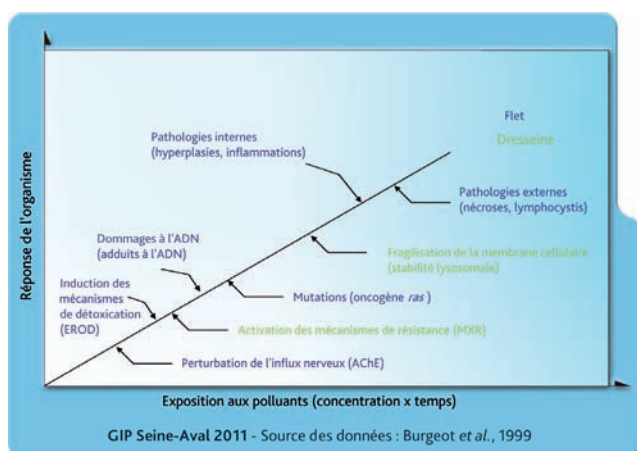 Réponse de l'organisme
Flet
Dresseine
Pathologies internes
(hyperplasies, inflammations)
Pathologies externes
(nécroses, lymphocystis)
Dommages à l'ADN
(adduits à l'ADN)
Fragilisation de la membrane cellulaire
(stabilité lysosomale)
Induction des
mécanismes
de détoxication
(EROD)
Mutations (oncogène ras )
Activation des mécanismes de résistance (MXR)
Perturbation de l'influx nerveux (AChE)
Exposition aux polluants (concentration x temps)
GIP Seine-Aval 2011 - Source des données : Burgeot et al., 1999